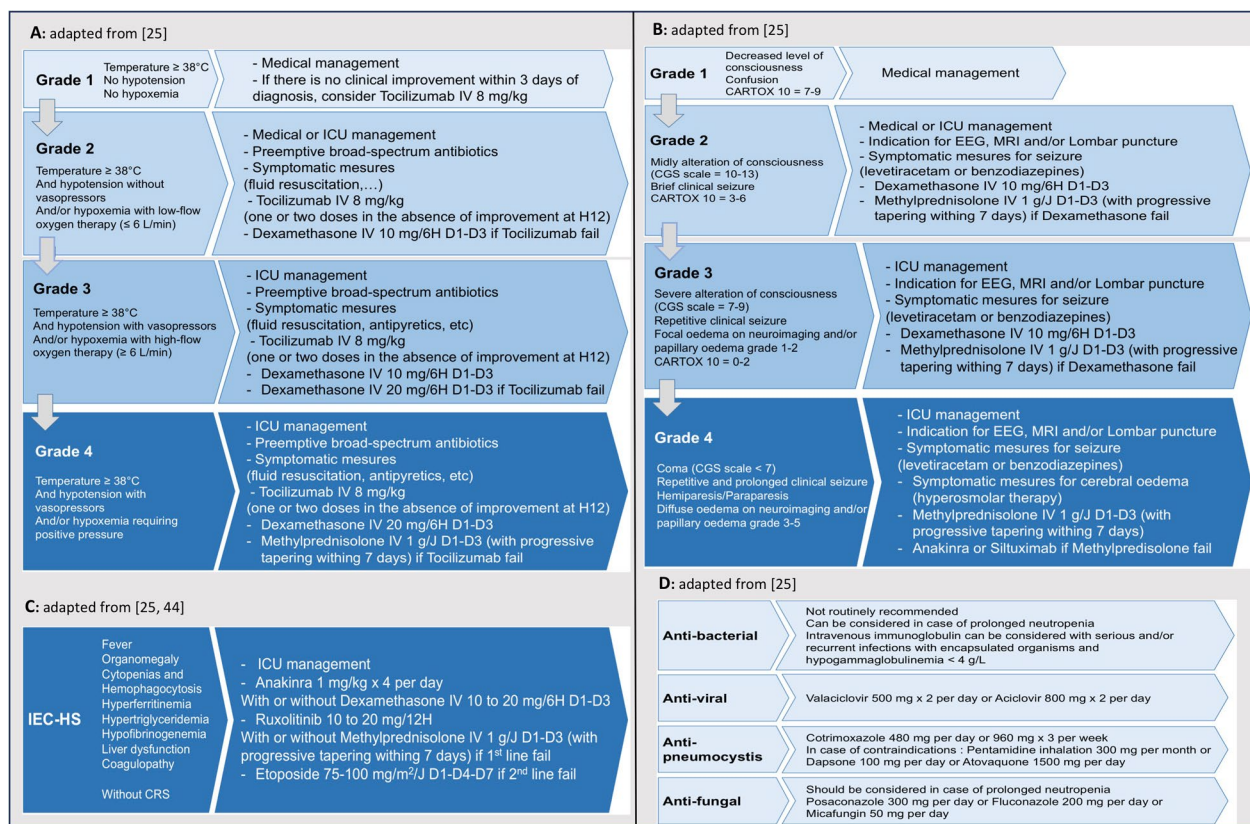 A: adapted from [25]
Grade 1
Temperature ≥ 38°C
No hypotension
No hypoxemia
- Medical management
- If there is no clinical improvement within 3 days of
diagnosis, consider Tocilizumab IV 8 mg/kg
Grade 2
Temperature ≥ 38°C
And hypotension without
vasopressors
And/or hypoxemia with low-flow
oxygen therapy (≤ 6 L/min)
- Medical or ICU management
- Preemptive broad-spectrum antibiotics
- Symptomatic mesures
(fluid resuscitation,…)
- Tocilizumab IV 8 mg/kg
(one or two doses in the absence of improvement at H12)
- Dexamethasone IV 10 mg/6H D1-D3 if Tocilizumab fail
Grade 3
Temperature ≥ 38°C
And hypotension with vasopressors
And/or hypoxemia with high-flow
oxygen therapy (≥ 6 L/min)
- ICU management
- Preemptive broad-spectrum antibiotics
- Symptomatic mesures
(fluid resuscitation, antipyretics, etc)
- Tocilizumab IV 8 mg/kg
(one or two doses in the absence of improvement at H12)
- Dexamethasone IV 10 mg/6H D1-D3
- Dexamethasone IV 20 mg/6H D1-D3 if Tocilizumab fail
Grade 4
Temperature ≥ 38°C
And hypotension with
vasopressors
And/or hypoxemia requiring
positive pressure
- ICU management
- Preemptive broad-spectrum antibiotics
- Symptomatic mesures
(fluid resuscitation, antipyretics, etc)
- Tocilizumab IV 8 mg/kg
(one or two doses in the absence of improvement at H12)
- Dexamethasone IV 20 mg/6H D1-D3
- Methylprednisolone IV 1 g/J D1-D3 (with progressive
tapering withing 7 days) if Tocilizumab fail
B: adapted from [25]
Grade 1
Decreased level of
consciousness
Confusion
CARTOX 10 = 7-9
Medical management
Grade 2
Midly alteration of consciousness
(CGS scale = 10-13)
Brief clinical seizure
CARTOX 10 = 3-6
- Medical or ICU management
- Indication for EEG, MRI and/or Lombar puncture
- Symptomatic mesures for seizure
(levetiracetam or benzodiazepines)
- Dexamethasone IV 10 mg/6H D1-D3
- Methylprednisolone IV 1 g/J D1-D3 (with progressive
tapering withing 7 days) if Dexamethasone fail
Grade 3
Severe alteration of consciousness
(CGS scale = 7-9)
Repetitive clinical seizure
Focal oedema on neuroimaging and/or
papillary oedema grade 1-2
CARTOX 10 = 0-2
- ICU management
- Indication for EEG, MRI and/or Lombar puncture
- Symptomatic mesures for seizure
(levetiracetam or benzodiazepines)
- Dexamethasone IV 10 mg/6H D1-D3
- Methylprednisolone IV 1 g/J D1-D3 (with progressive
tapering withing 7 days) if Dexamethasone fail
Grade 4
Coma (CGS scale < 7)
Repetitive and prolonged clinical seizure
Hemiparesis/Paraparesis
Diffuse oedema on neuroimaging and/or
papillary oedema grade 3-5
- ICU management
- Indication for EEG, MRI and/or Lombar puncture
- Symptomatic mesures for seizure
(levetiracetam or benzodiazepines)
- Symptomatic mesures for cerebral oedema
(hyperosmolar therapy)
- Methylprednisolone IV 1 g/J D1-D3 (with
progressive tapering withing 7 days)
- Anakinra or Siltuximab if Methylpredisolone fail
C: adapted from [25, 44]
IEC-HS
Fever
Organomegaly
Cytopenias and
Hemophagocytosis
Hyperferritinemia
Hypertriglyceridemia
Hypofibrinogenemia
Liver dysfunction
Coagulopathy
Without CRS
- ICU management
- Anakinra 1 mg/kg x 4 per day
With or without Dexamethasone IV 10 to 20 mg/6H D1-D3
- Ruxolitinib 10 to 20 mg/12H
With or without Methylprednisolone IV 1 g/J D1-D3 (with
progressive tapering withing 7 days) if 1st line fail
- Etoposide 75-100 mg/m²/J D1-D4-D7 if 2nd line fail
D: adapted from [25]
Anti-bacterial
Not routinely recommended
Can be considered in case of prolonged neutropenia
Intravenous immunoglobulin can be considered with serious and/or
recurrent infections with encapsulated organisms and
hypogammaglobulinemia < 4 g/L
Anti-viral
Valaciclovir 500 mg x 2 per day or Aciclovir 800 mg x 2 per day
Anti-
pneumocystis
Cotrimoxazole 480 mg per day or 960 mg x 3 per week
In case of contraindications : Pentamidine inhalation 300 mg per month or
Dapsone 100 mg per day or Atovaquone 1500 mg per day
Anti-fungal
Should be considered in case of prolonged neutropenia
Posaconazole 300 mg per day or Fluconazole 200 mg per day or
Micafungin 50 mg per day